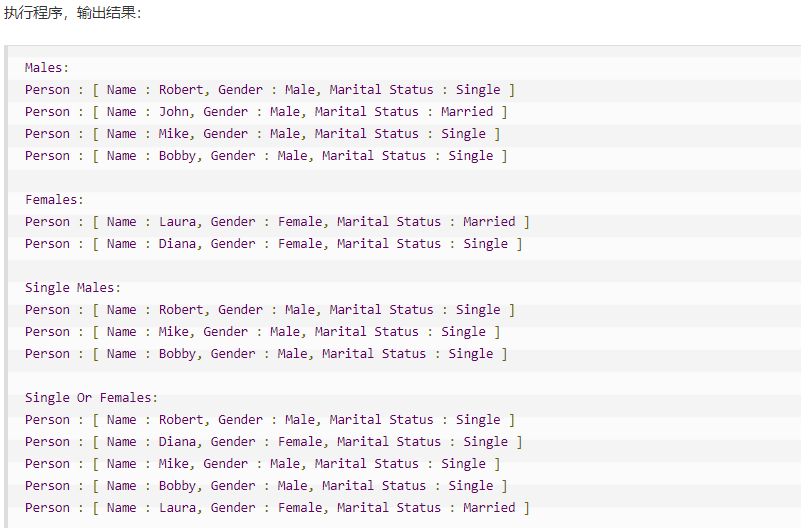 执行程序，输出结果：
Males:
Person : [ Name : Robert, Gender : Male, Marital Status : Single ]
Person : [ Name : John, Gender : Male, Marital Status : Married ]
Person : [ Name : Mike, Gender : Male, Marital Status : Single ]
Person : [ Name : Bobby, Gender : Male, Marital Status : Single ]
Females:
Person : [ Name : Laura, Gender : Female, Marital Status : Married ]
Person : [ Name : Diana, Gender : Female, Marital Status : Single ]
Single Males:
Person : [ Name : Robert, Gender : Male, Marital Status : Single ]
Person : [ Name : Mike, Gender : Male, Marital Status : Single ]
Person : [ Name : Bobby, Gender : Male, Marital Status : Single ]
Single Or Females:
Person : [ Name : Robert, Gender : Male, Marital Status : Single ]
Person : [ Name : Diana, Gender : Female, Marital Status : Single ]
Person : [ Name : Mike, Gender : Male, Marital Status : Single ]
Person : [ Name : Bobby, Gender : Male, Marital Status : Single ]
Person : [ Name : Laura, Gender : Female, Marital Status : Married ]